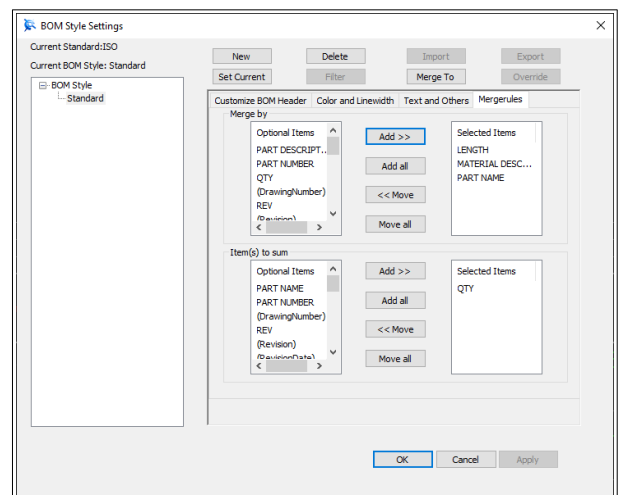 BOM Style Settings
Current Standard:ISO
Current BOM Style: Standard
New Delete Import Export
Set Current Filter Merge To Override
BOM Style
Standard
Customize BOM Header Color and Linewidth Text and Others Mergerules
Merge by
Optional Items
PART DESCRIPT...
PART NUMBER
QTY
(DrawingNumber)
REV
(Revision)
Add >>
Add all
<< Move
Move all
Selected Items
LENGTH
MATERIAL DESC...
PART NAME
Item(s) to sum
Optional Items
PART NAME
PART NUMBER
(DrawingNumber)
REV
(Revision)
(RevisionDate)
Add >>
Add all
<< Move
Move all
Selected Items
QTY
OK Cancel Apply